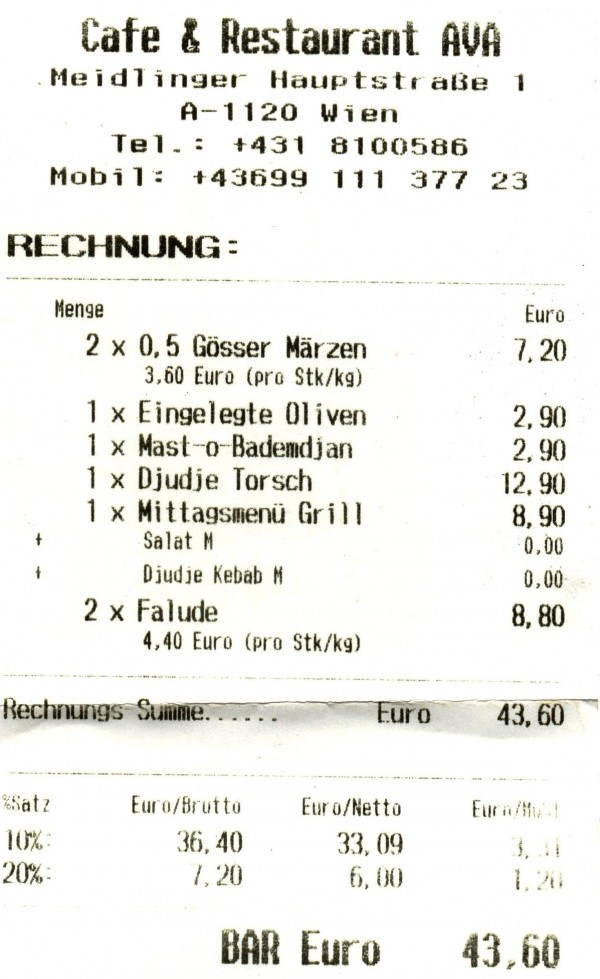 Cafe & Restaurant AVA
Meidlinger Hauptstraße 1
A-1120 Wien
Tel.: +431 8100586
Mobil: +43699 111 377 23
RECHNUNG:
Menge Euro
2 x 0,5 Gösser Märzen 7,20
3,60 Euro (pro Stk/kg)
1 x Eingelegte Oliven 2,90
1 x Mast-o-Bademdjan 2,90
1 x Djudje Torsch 12,90
1 x Mittagsmenü Grill 8,90
+ Salat M 0,00
+ Djudje Kebab M 0,00
2 x Falude 8,80
4,40 Euro (pro Stk/kg)
Rechnungs Summe...... Euro 43,60
%Satz Euro/Brutto Euro/Netto Euro/MwSt
10%: 36,40 33,09 3,31
20%: 7,20 6,00 1,20
BAR Euro 43,60